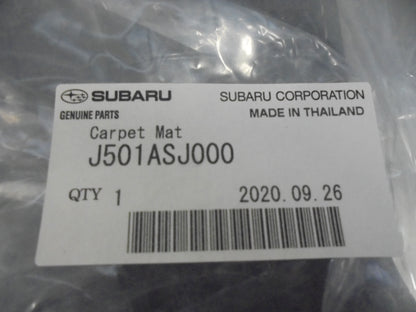 SUBARU SUBARU CORPORATION
GENUINE PARTS MADE IN THAILAND
Carpet Mat
J501ASJ000
QTY 1 2020.09.26